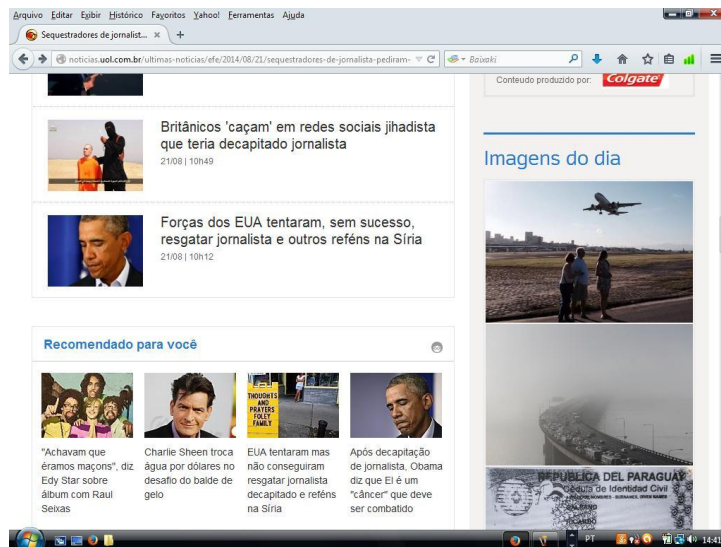 Arquivo Editar Exibir Histórico Favoritos Yahoo! Ferramentas Ajuda
Sequestradores de jornalist...
noticias.uol.com.br/ultimas-noticias/efe/2014/08/21/sequestradores-de-jornalista-pediram-
Baixaki
Conteudo produzido por: Colgate
Britânicos 'caçam' em redes sociais jihadista
que teria decapitado jornalista
21/08 | 10h49
Forças dos EUA tentaram, sem sucesso,
resgatar jornalista e outros reféns na Síria
21/08 | 10h12
Imagens do dia
Recomendado para você
"Achavam que
éramos maçons", diz
Edy Star sobre
álbum com Raul
Seixas
Charlie Sheen troca
água por dólares no
desafio do balde de
gelo
THOUGHTS
AND
PRAYERS
FOLEY
FAMILY
EUA tentaram mas
não conseguiram
resgatar jornalista
decapitado e reféns
na Síria
Após decapitação
de jornalista, Obama
diz que EI é um
"câncer" que deve
ser combatido
REPUBLICA DEL PARAGUAY
Cédula de Identidad Civil
PT
14:41